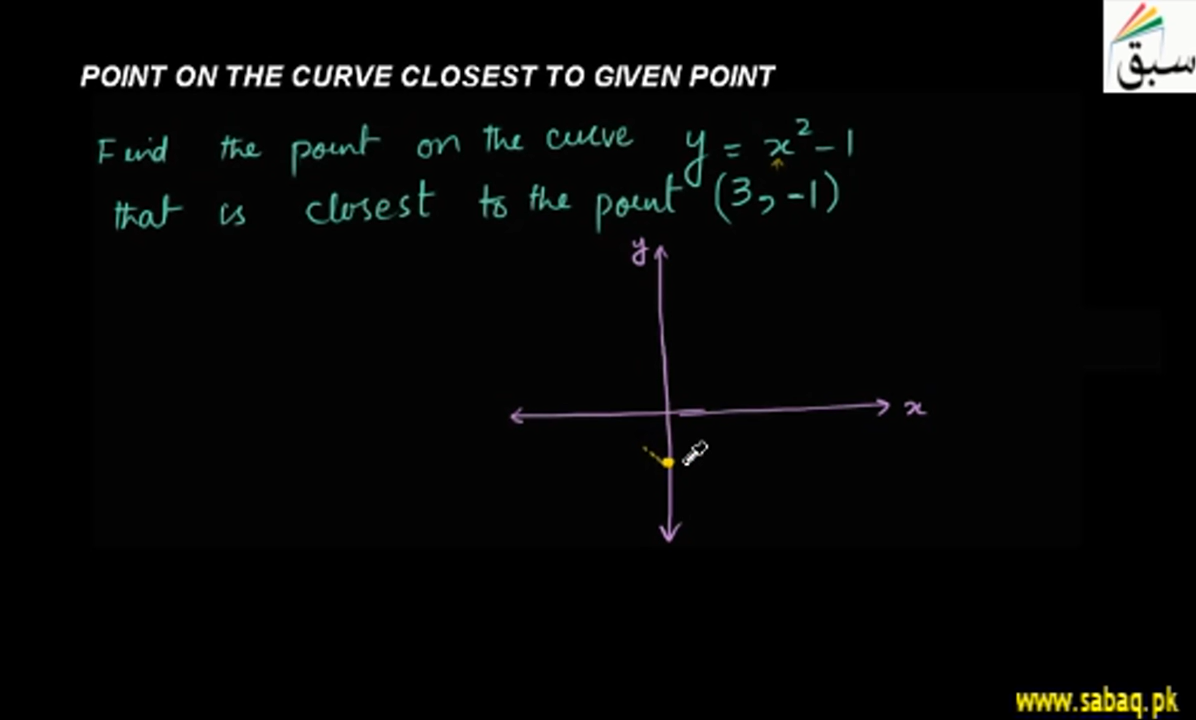 سبق
POINT ON THE CURVE CLOSEST TO GIVEN POINT
Find the point on the curve y = x² - 1
that is closest to the point (3, -1)
y
x
www.sabaq.pk